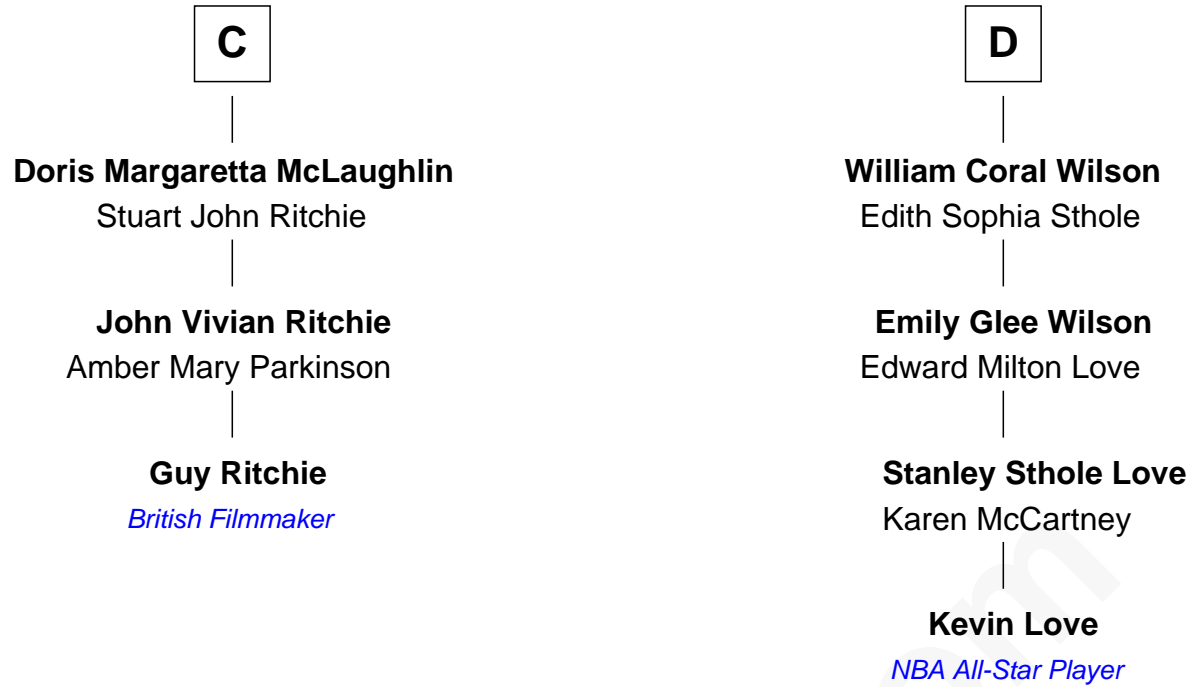 C
Doris Margaretta McLaughlin
Stuart John Ritchie
John Vivian Ritchie
Amber Mary Parkinson
Guy Ritchie
British Filmmaker
D
William Coral Wilson
Edith Sophia Sthole
Emily Glee Wilson
Edward Milton Love
Stanley Sthole Love
Karen McCartney
Kevin Love
NBA All-Star Player